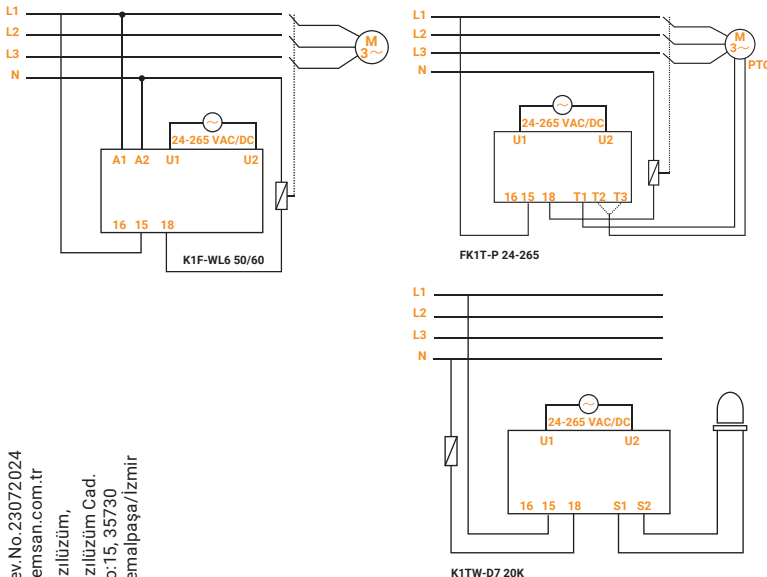 L1
L2
L3
N
M
3~
24-265 VAC/DC
A1 A2 U1 U2
16 15 18
K1F-WL6 50/60
L1
L2
L3
N
M
3~
24-265 VAC/DC
U1 U2
16 15 18 T1 T2 T3
FK1T-P 24-265
L1
L2
L3
N
24-265 VAC/DC
U1 U2
16 15 18 S1 S2
K1TW-D7 20K
ev.No.23072024
emsan.com.tr
zılüzüm,
zılüzüm Cad.
o:15, 35730
emalpaşa/İzmir